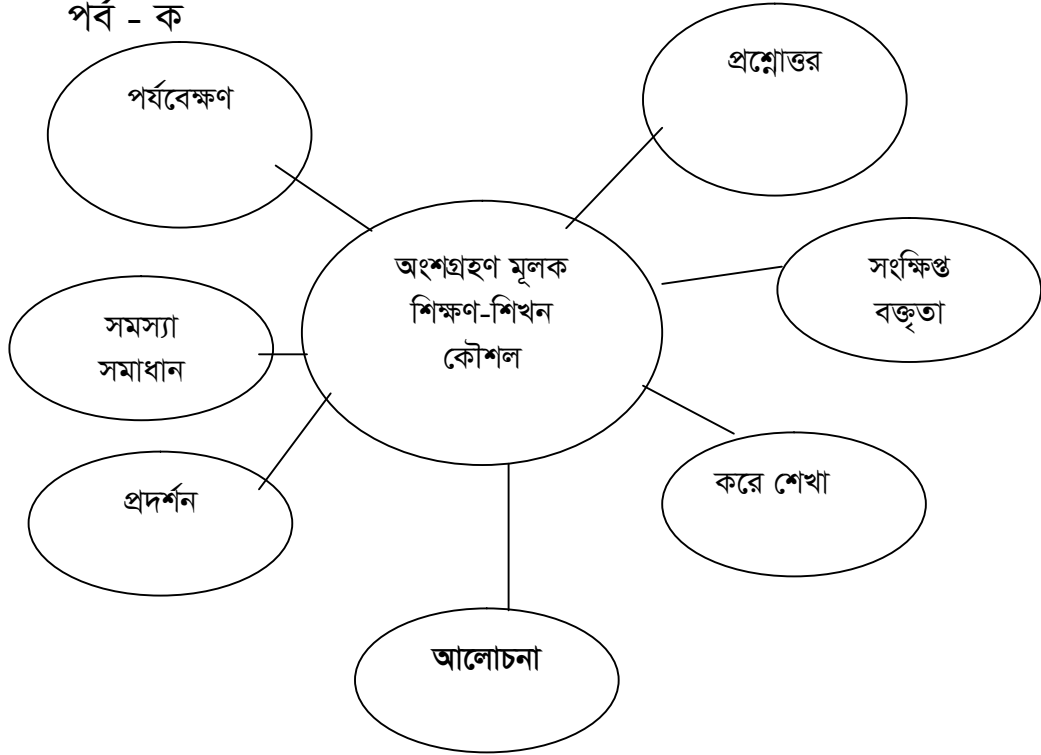 পর্ব - ক
পর্যবেক্ষণ
প্রশ্নোত্তর
অংশগ্রহণ মূলক
শিক্ষণ-শিখন
কৌশল
সংক্ষিপ্ত
বক্তৃতা
সমস্যা
সমাধান
প্রদর্শন
করে শেখা
আলোচনা